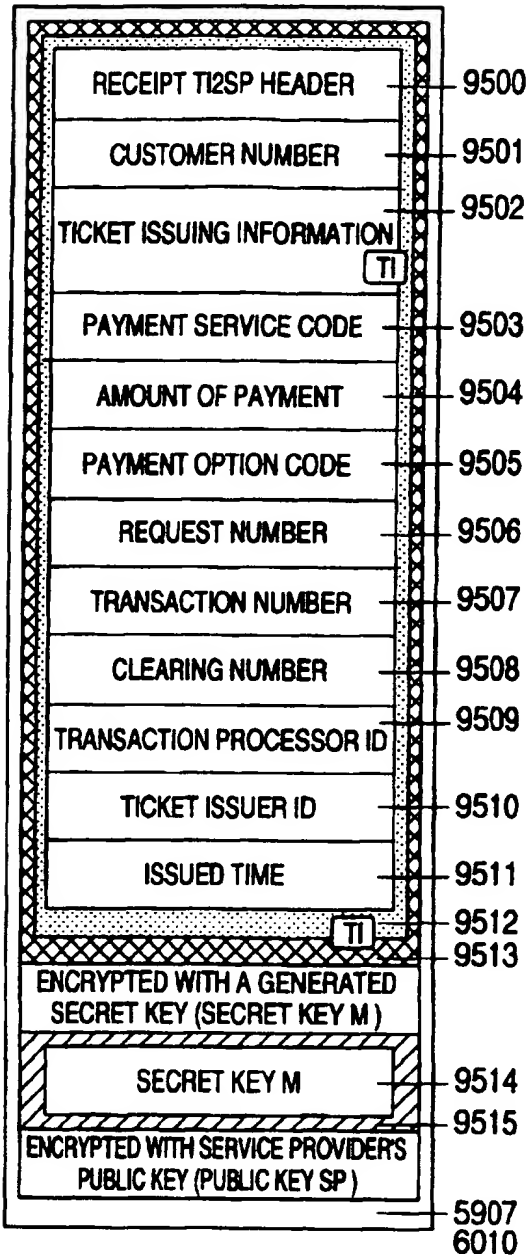 RECEIPT TI2SP HEADER 9500
CUSTOMER NUMBER 9501
9502
TICKET ISSUING INFORMATION
TI
PAYMENT SERVICE CODE 9503
AMOUNT OF PAYMENT 9504
PAYMENT OPTION CODE 9505
REQUEST NUMBER 9506
TRANSACTION NUMBER 9507
CLEARING NUMBER 9508
9509
TRANSACTION PROCESSOR ID
TICKET ISSUER ID 9510
ISSUED TIME 9511
TI 9512
9513
ENCRYPTED WITH A GENERATED
SECRET KEY (SECRET KEY M)
SECRET KEY M 9514
9515
ENCRYPTED WITH SERVICE PROVIDER'S
PUBLIC KEY (PUBLIC KEY SP)
5907
6010